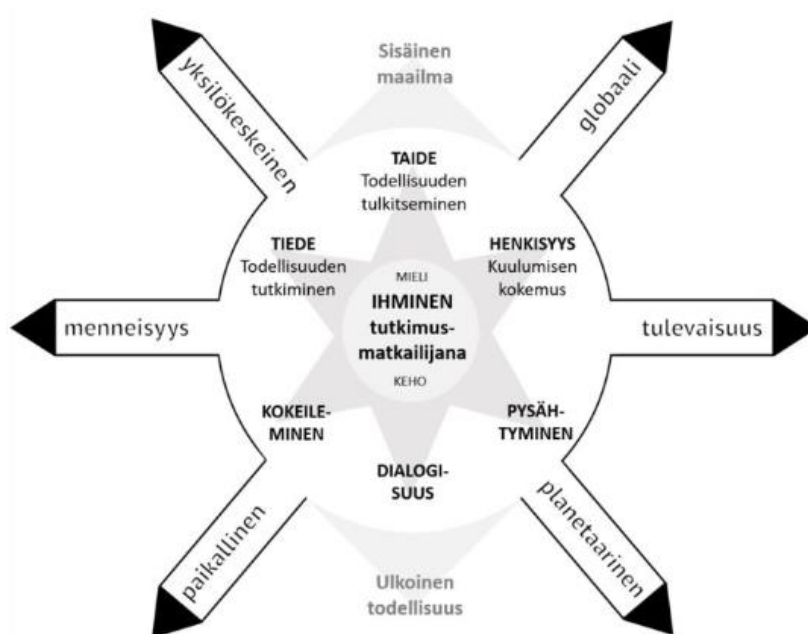 Sisäinen
maailma
yksilökeskeinen
globaali
TAIDE
Todellisuuden
tulkitseminen
TIEDE
Todellisuuden
tutkiminen
HENKISYYS
Kuulumisen
kokemus
MIELI
IHMINEN
tutkimus-
matkailijana
KEHO
menneisyys
tulevaisuus
KOKEILE-
MINEN
PYSÄH-
TYMINEN
DIALOGI-
SUUS
paikallinen
planetaarinen
Ulkoinen
todellisuus